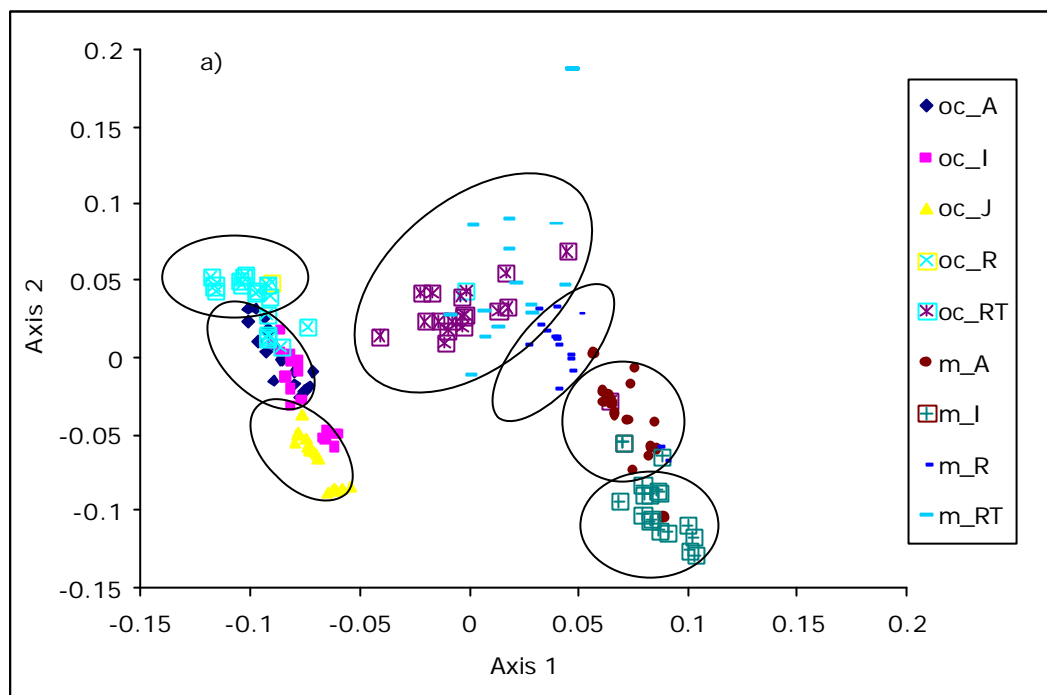 a)
0.2
0.15
0.1
0.05
0
-0.05
-0.1
-0.15
Axis 2
-0.15
-0.1
-0.05
0
0.05
0.1
0.15
0.2
Axis 1
oc_A
oc_I
oc_J
oc_R
oc_RT
m_A
m_I
m_R
m_RT